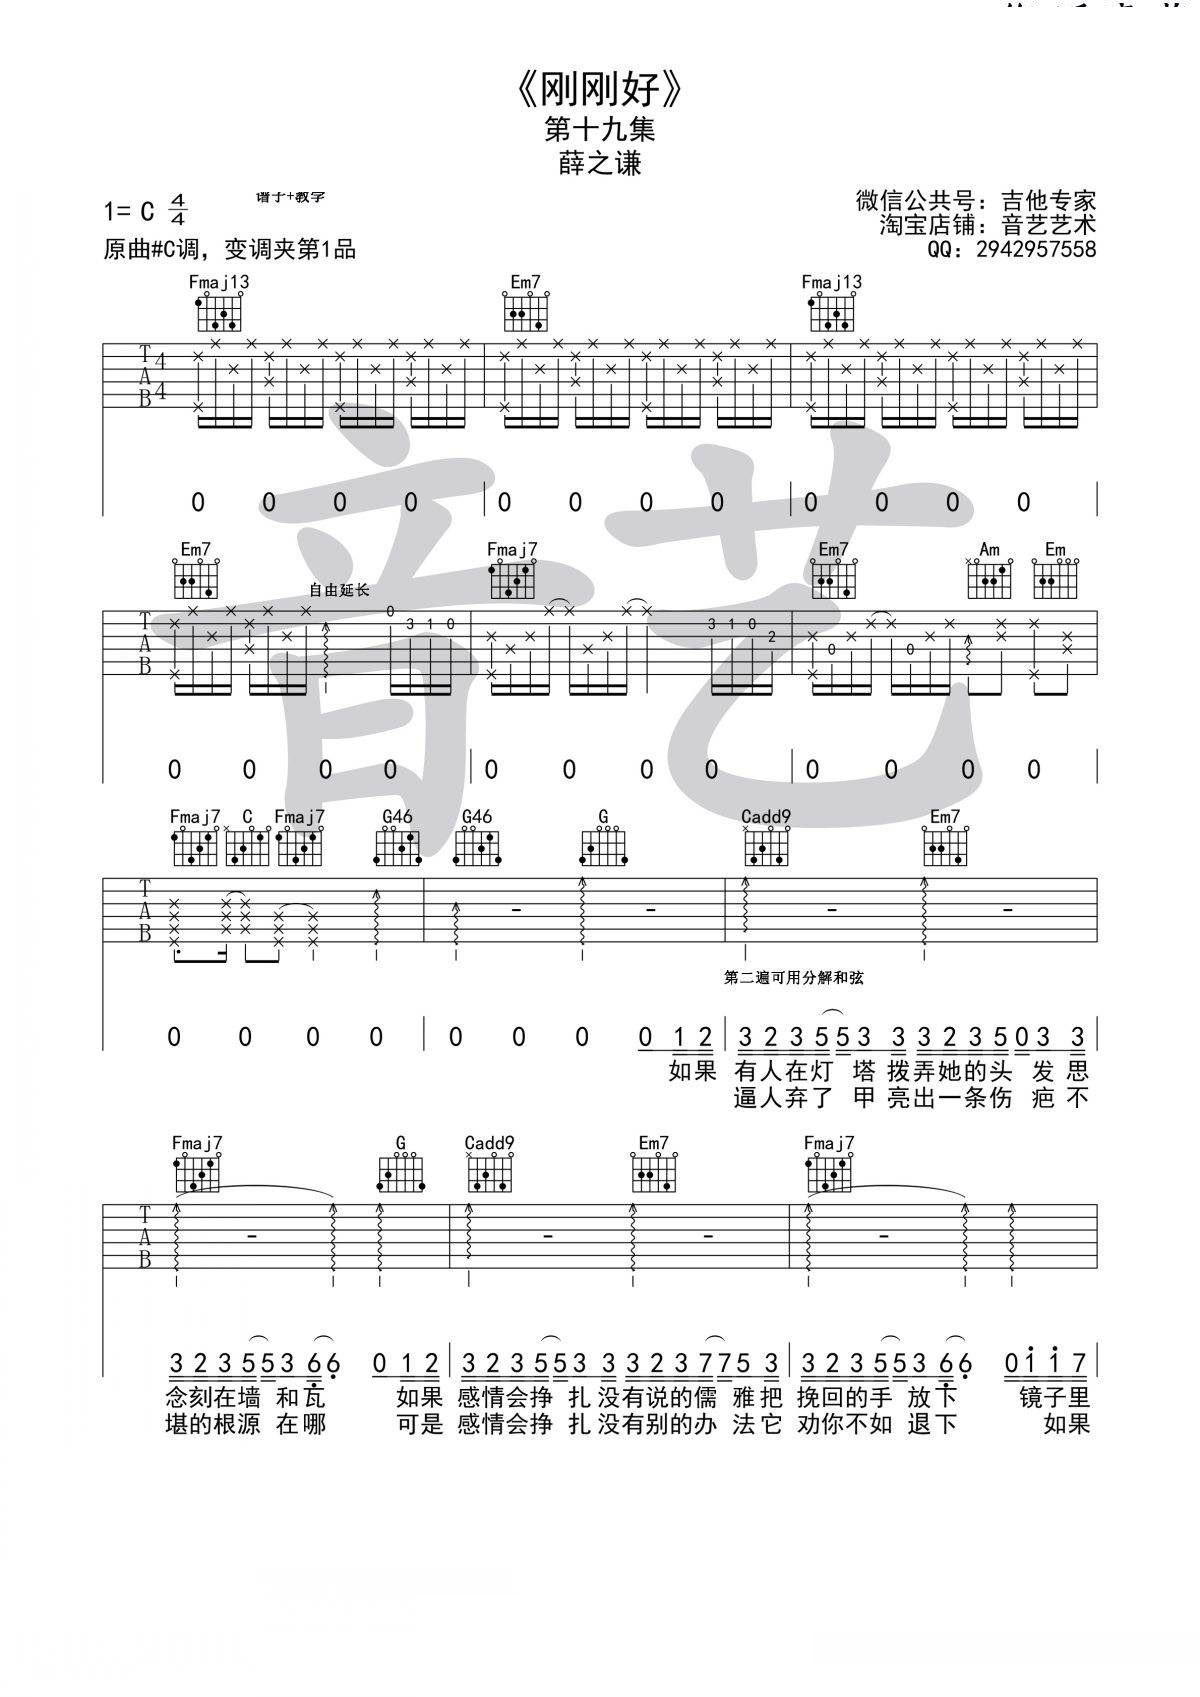 《刚刚好》
第十九集
薛之谦
谱子+教学
1= C 4/4
微信公共号：吉他专家
淘宝店铺：音艺艺术
原曲#C调，变调夹第1品
QQ：2942957558
Fmaj13 Em7 Fmaj13
T A B 4 4
0 0 0 0 0 0 0 0 0 0 0 0
Em7 Fmaj7 Em7 Am Em
自由延长
T A B 0 3 1 0 3 1 0 2 0 0
0 0 0 0 0 0 0 0 0 0 0 0
Fmaj7 C Fmaj7 G46 G46 G Cadd9 Em7
T A B - - - -
第二遍可用分解和弦
0 0 0 0 0 0 0 0 1 2 3 2 3 5 5 3 3 3 2 3 5 0 3 3
如果 有人在灯 塔 拨弄她的头 发 思
逼人弃了 甲 亮出一条伤 疤 不
Fmaj7 G Cadd9 Em7 Fmaj7
T A B - - - -
3 2 3 5 5 3 6 6 0 1 2 3 2 3 5 5 3 3 3 2 3 7 7 5 3 3 2 3 5 5 3 6 6 0 1 1 7
念刻在墙 和瓦 如果 感情会挣 扎 没有说的儒 雅把 挽回的手 放下 镜子里
堪的根源 在哪 可是 感情会挣 扎 没有别的办 法它 劝你不如 退下 如果
音艺